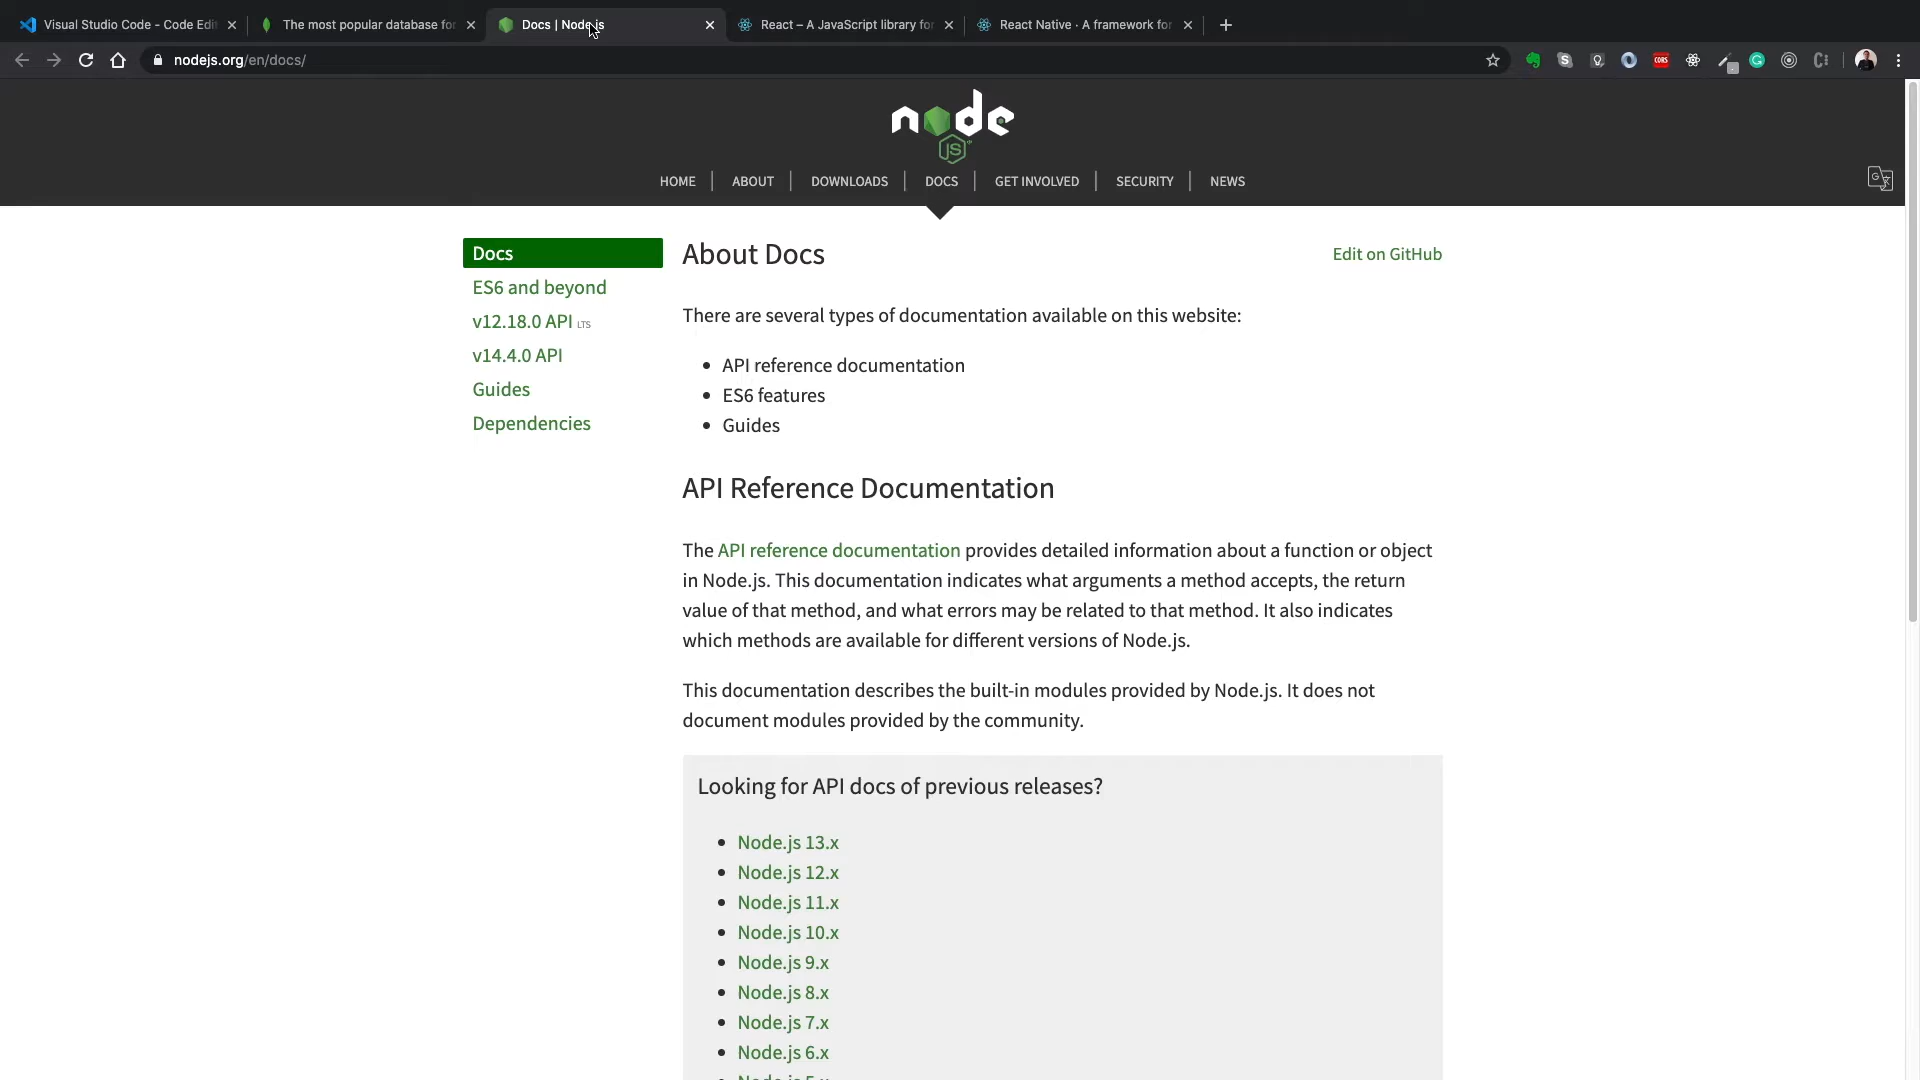 Visual Studio Code - Code Edit
The most popular database for
Docs | Node.js
React – A JavaScript library for
React Native · A framework for
nodejs.org/en/docs/
CORS
node
JS
HOME
ABOUT
DOWNLOADS
DOCS
GET INVOLVED
SECURITY
NEWS
Docs
ES6 and beyond
v12.18.0 API LTS
v14.4.0 API
Guides
Dependencies
About Docs
Edit on GitHub
There are several types of documentation available on this website:
API reference documentation
ES6 features
Guides
API Reference Documentation
The API reference documentation provides detailed information about a function or object
in Node.js. This documentation indicates what arguments a method accepts, the return
value of that method, and what errors may be related to that method. It also indicates
which methods are available for different versions of Node.js.
This documentation describes the built-in modules provided by Node.js. It does not
document modules provided by the community.
Looking for API docs of previous releases?
Node.js 13.x
Node.js 12.x
Node.js 11.x
Node.js 10.x
Node.js 9.x
Node.js 8.x
Node.js 7.x
Node.js 6.x